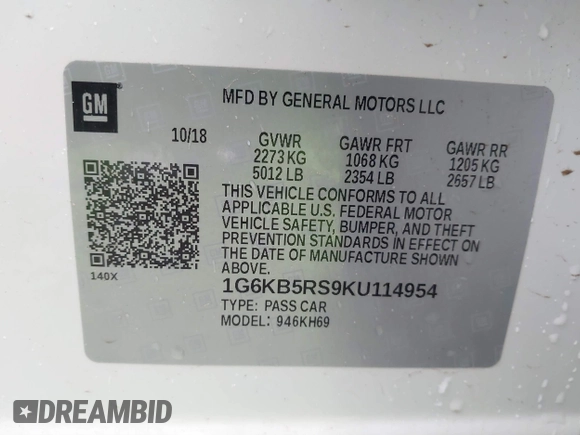 GM
MFD BY GENERAL MOTORS LLC
10/18 GVWR GAWR FRT GAWR RR
2273 KG 1068 KG 1205 KG
5012 LB 2354 LB 2657 LB
THIS VEHICLE CONFORMS TO ALL
APPLICABLE U.S. FEDERAL MOTOR
VEHICLE SAFETY, BUMPER, AND THEFT
PREVENTION STANDARDS IN EFFECT ON
THE DATE OF MANUFACTURE SHOWN
ABOVE.
140X
1G6KB5RS9KU114954
TYPE: PASS CAR
MODEL: 946KH69
DREAMBID